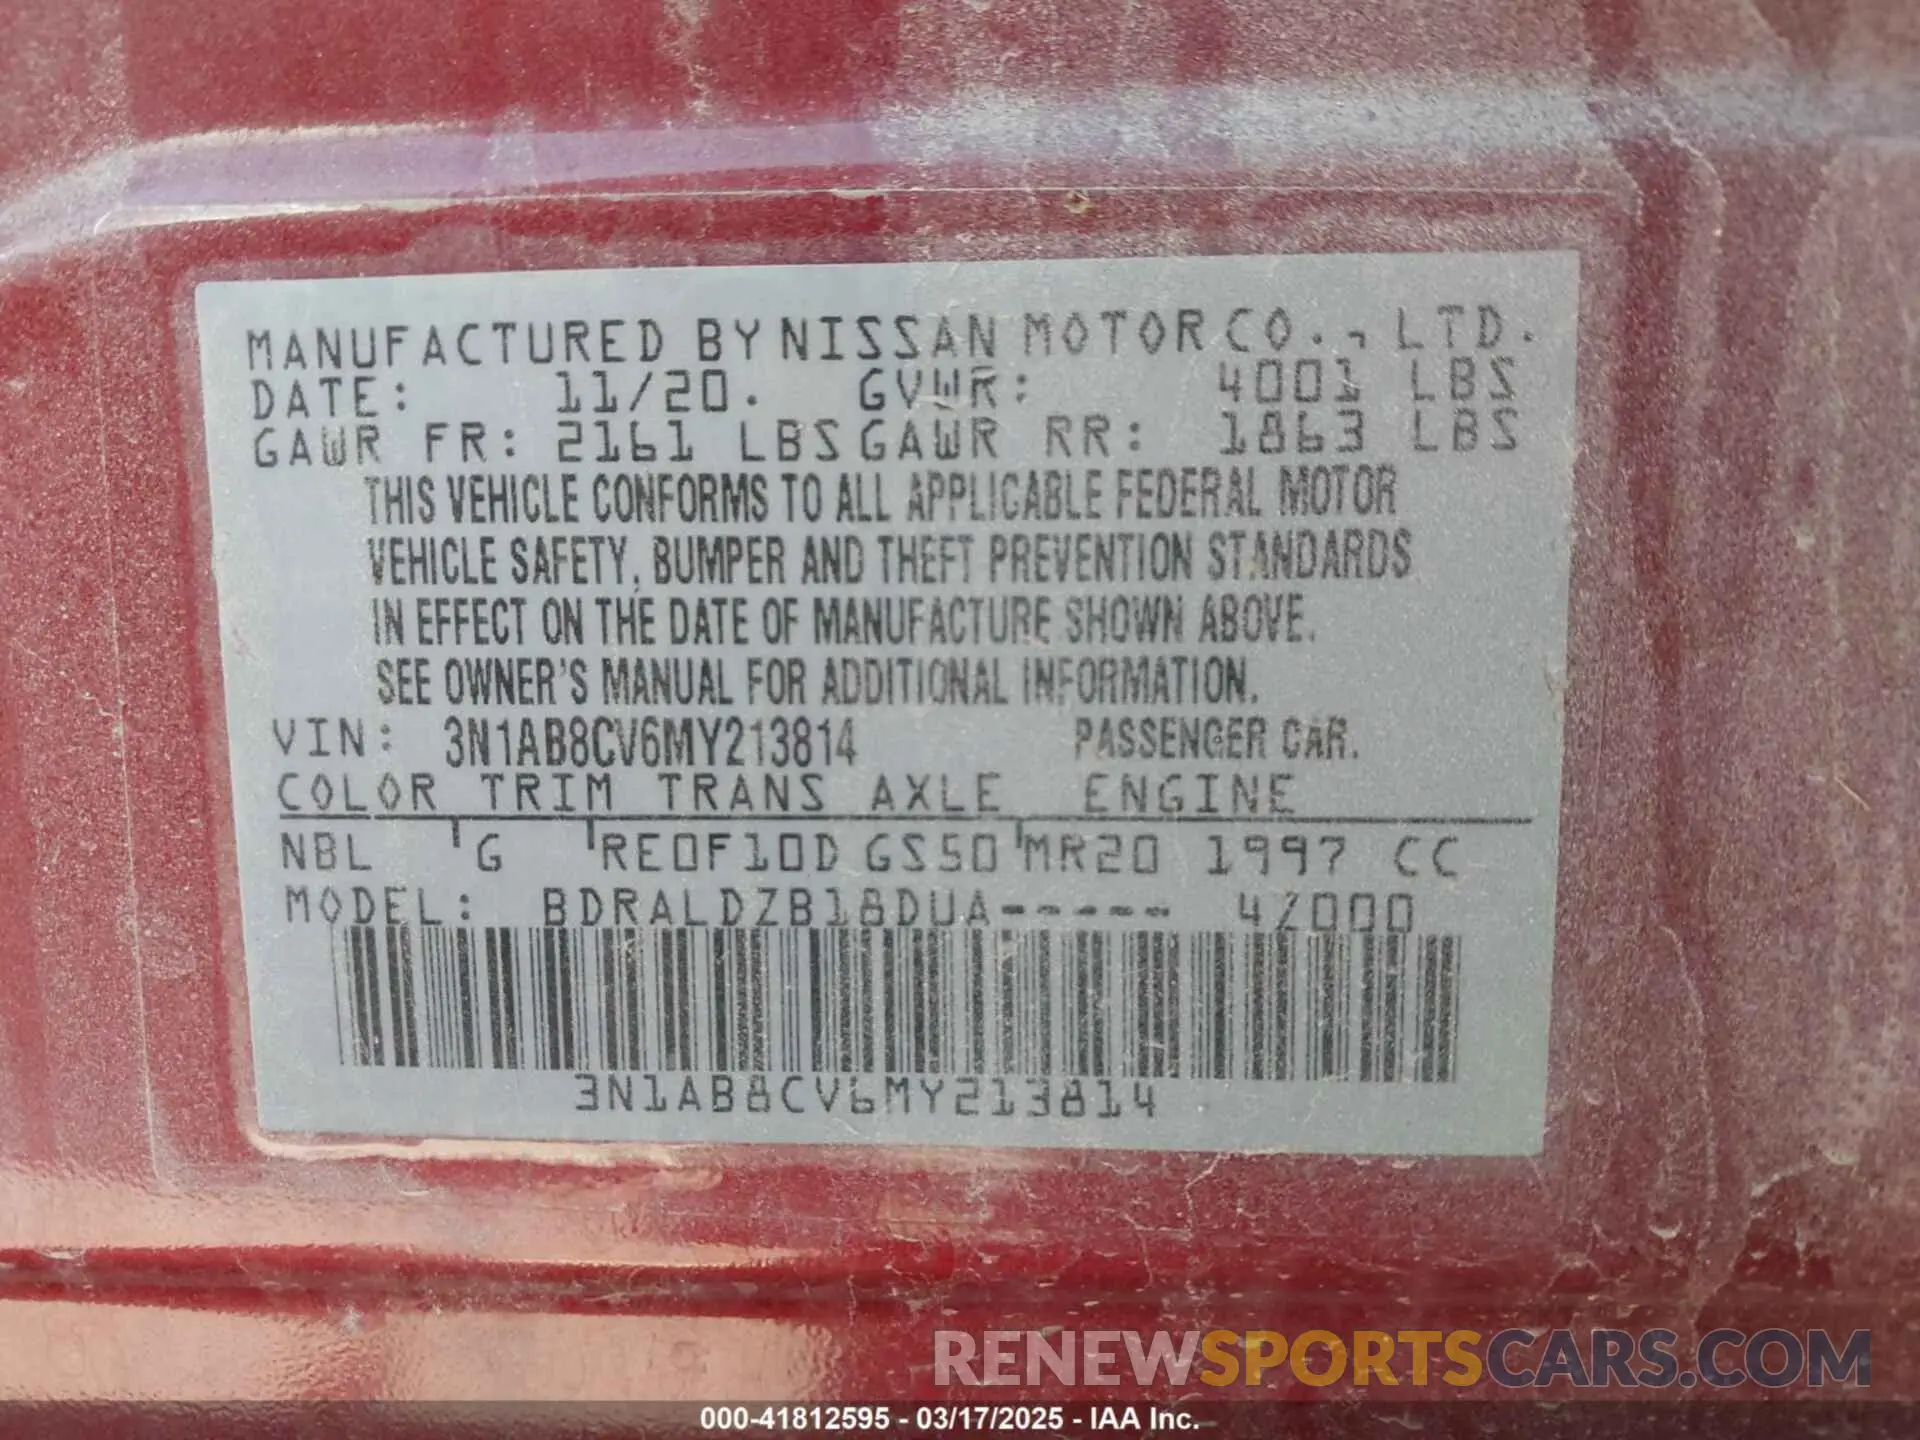 MANUFACTURED BY NISSAN MOTOR CO., LTD.
DATE: 11/20. GVWR: 4001 LBS
GAWR FR: 2161 LBS GAWR RR: 1863 LBS
THIS VEHICLE CONFORMS TO ALL APPLICABLE FEDERAL MOTOR
VEHICLE SAFETY, BUMPER AND THEFT PREVENTION STANDARDS
IN EFFECT ON THE DATE OF MANUFACTURE SHOWN ABOVE.
SEE OWNER'S MANUAL FOR ADDITIONAL INFORMATION.
VIN: 3N1AB8CV6MY213814 PASSENGER CAR.
COLOR TRIM TRANS AXLE ENGINE
NBL G RE0F10D GS50 MR20 1997 CC
MODEL: BDRALDZB18DUA----- 4Z000
3N1AB8CV6MY213814
RENEWSPORTSCARS.COM
000-41812595 - 03/17/2025 - IAA Inc.